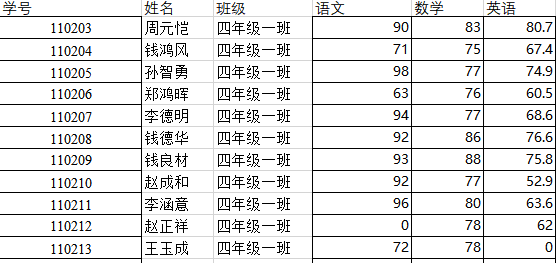 学号 姓名 班级 语文 数学 英语
110203 周元恺 四年级一班 90 83 80.7
110204 钱鸿风 四年级一班 71 75 67.4
110205 孙智勇 四年级一班 98 77 74.9
110206 郑鸿晖 四年级一班 63 76 60.5
110207 李德明 四年级一班 94 77 68.6
110208 钱德华 四年级一班 92 86 76.6
110209 钱良材 四年级一班 93 88 75.8
110210 赵成和 四年级一班 92 77 52.9
110211 李涵意 四年级一班 96 80 63.6
110212 赵正祥 四年级一班 0 78 62
110213 王玉成 四年级一班 72 78 0